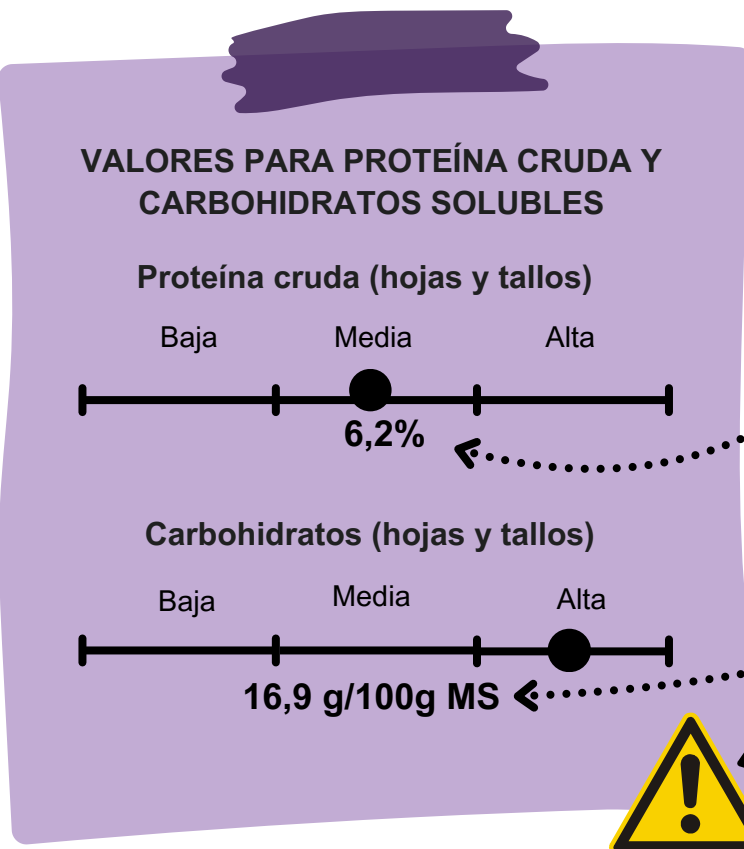 VALORES PARA PROTEÍNA CRUDA Y
CARBOHIDRATOS SOLUBLES
Proteína cruda (hojas y tallos)
Baja Media Alta
6,2%
Carbohidratos (hojas y tallos)
Baja Media Alta
16,9 g/100g MS